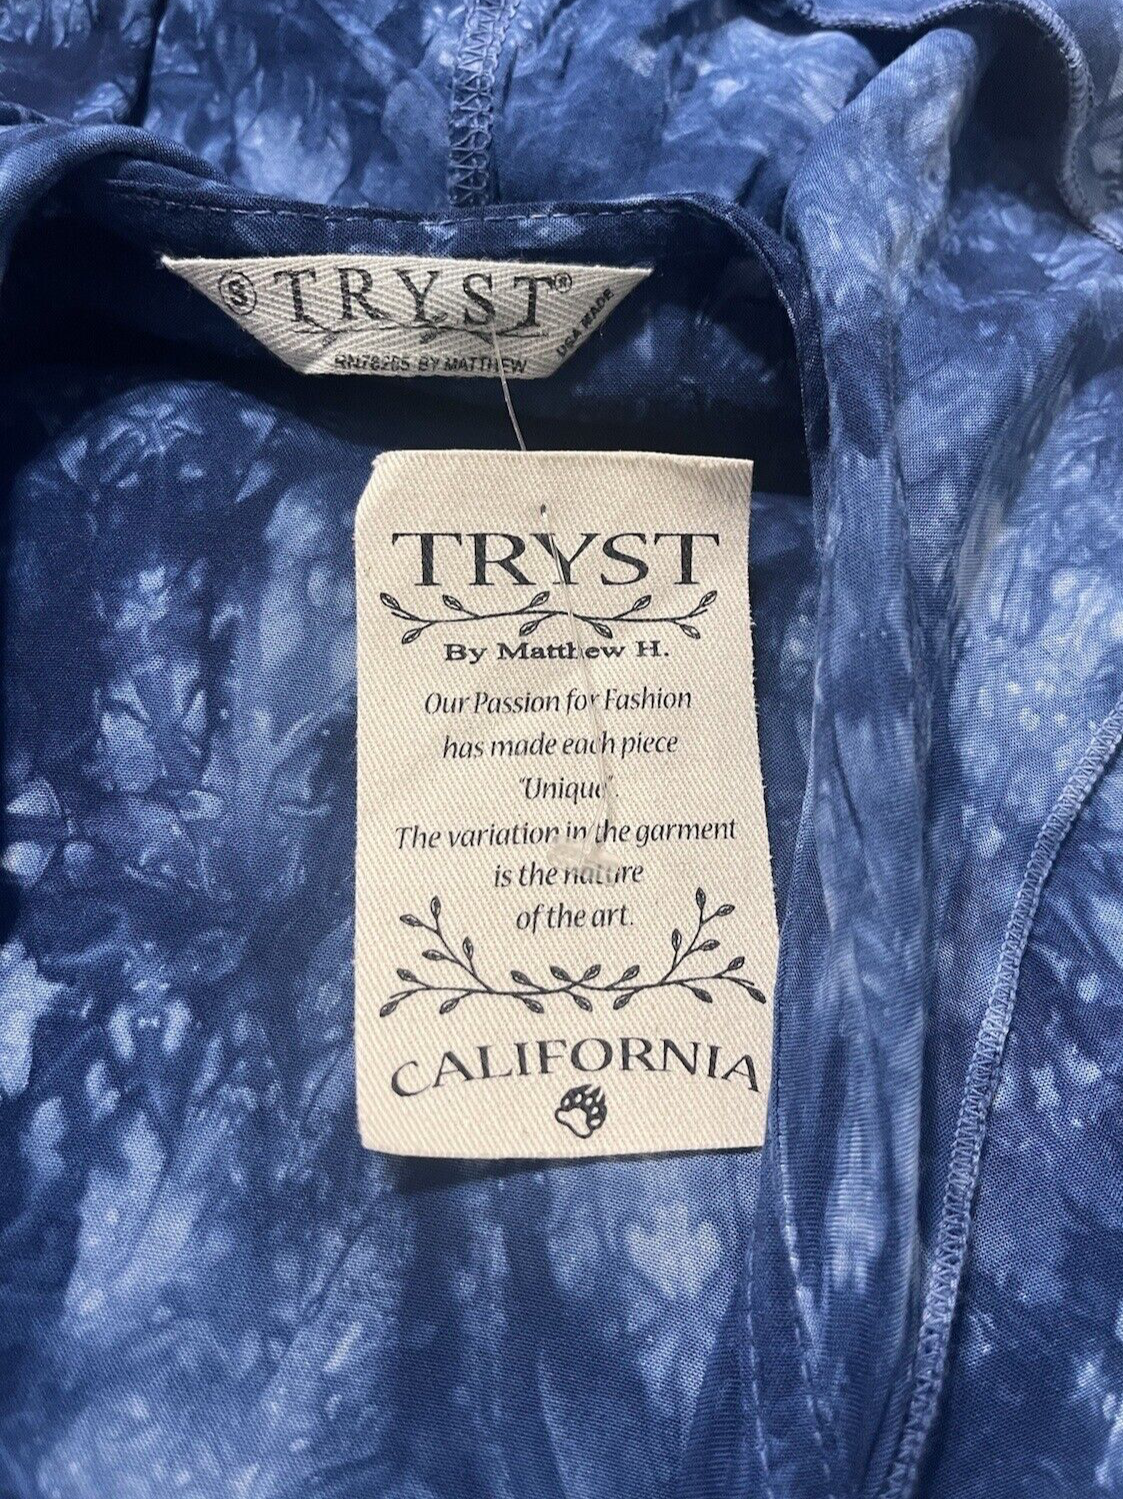 S TRYST®
USA MADE
RN78265 BY MATTHEW
TRYST
By Matthew H.
Our Passion for Fashion
has made each piece
"Unique".
The variation in the garment
is the nature
of the art.
CALIFORNIA